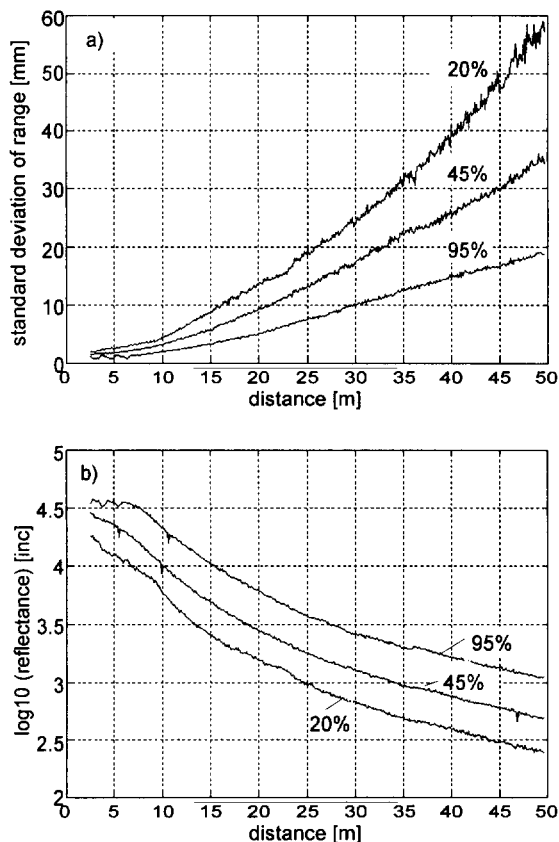 a)
standard deviation of range [mm]
60
50
40
30
20
10
0
20%
45%
95%
0 5 10 15 20 25 30 35 40 45 50
distance [m]
b)
log10 (reflectance) [inc]
5
4.5
4
3.5
3
2.5
2
95%
45%
20%
0 5 10 15 20 25 30 35 40 45 50
distance [m]